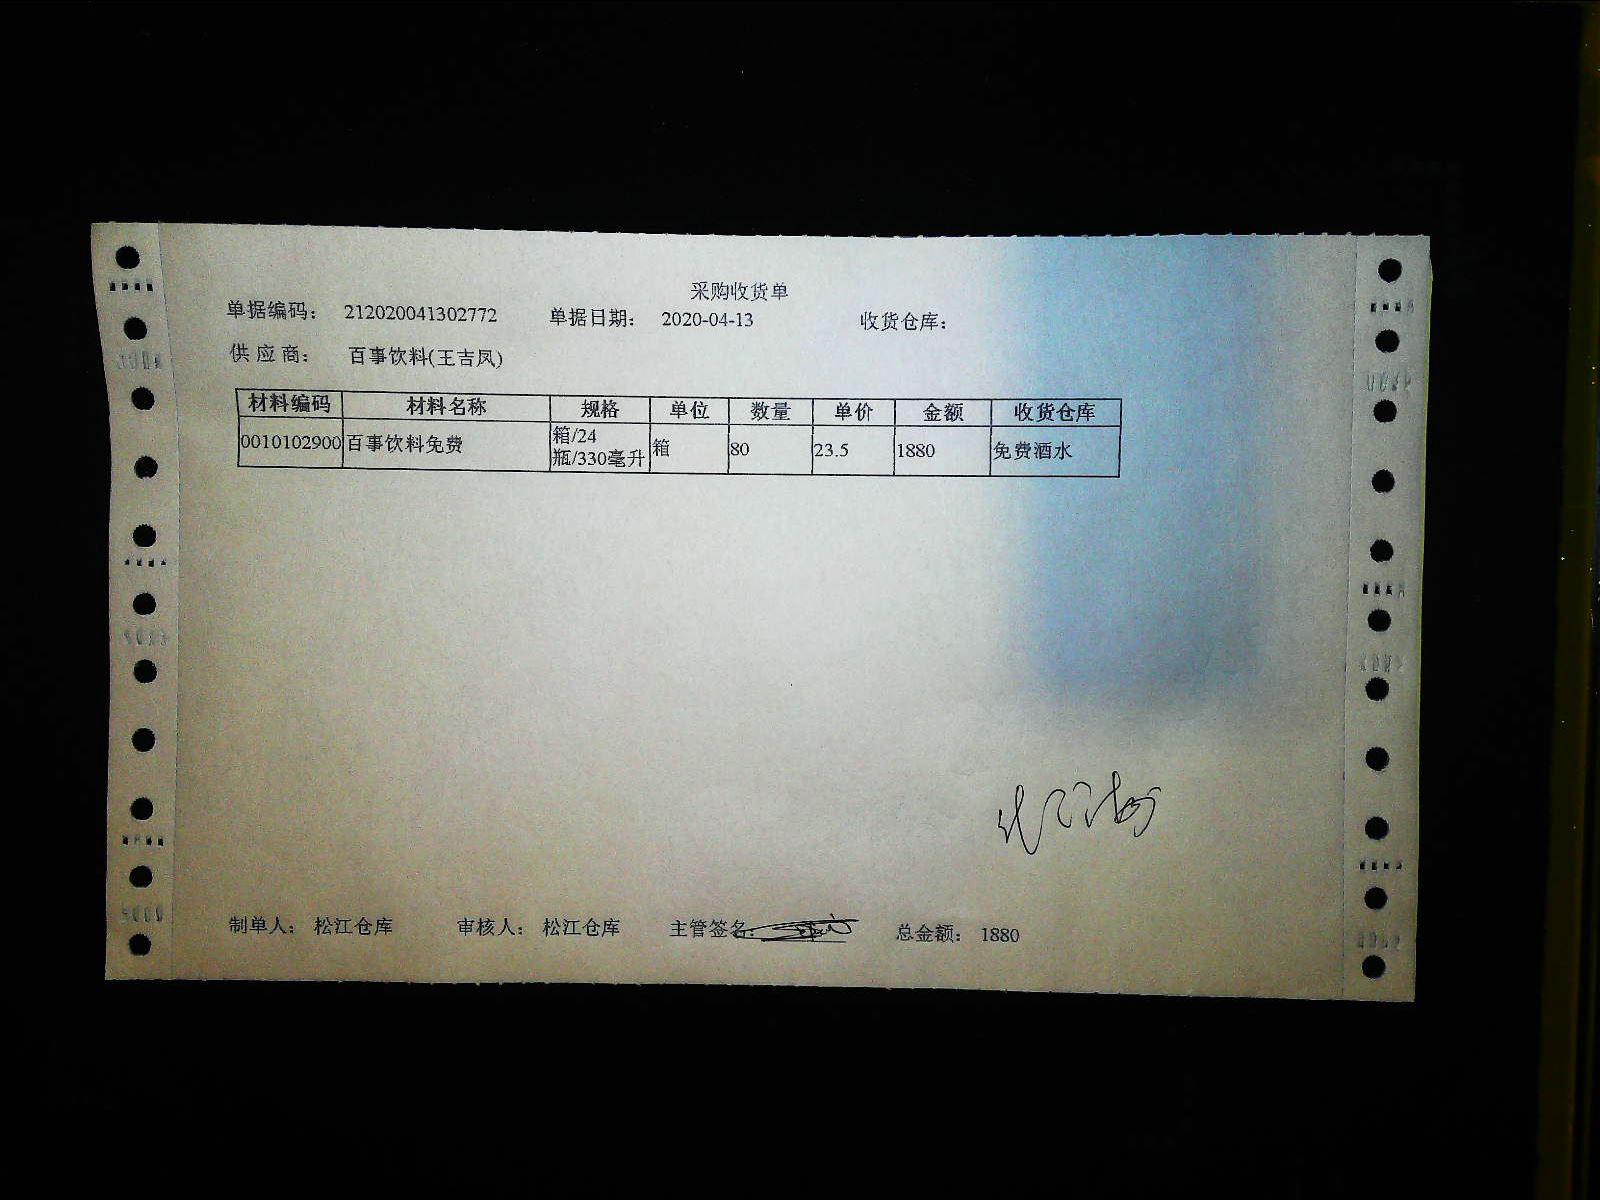 采购收货单
单据编码： 212020041302772 单据日期： 2020-04-13 收货仓库：
供 应 商： 百事饮料(王吉凤)
材料编码 材料名称 规格 单位 数量 单价 金额 收货仓库
0010102900 百事饮料免费 箱/24瓶/330毫升 箱 80 23.5 1880 免费酒水
制单人： 松江仓库 审核人： 松江仓库 主管签名： 总金额： 1880